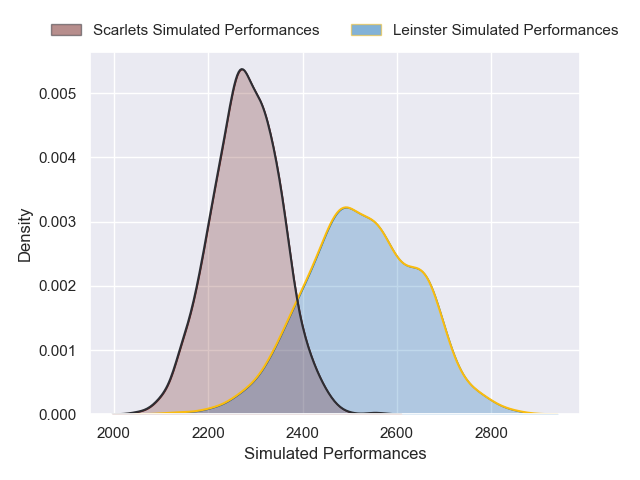 Scarlets Simulated Performances
Leinster Simulated Performances
0.005
0.004
0.003
0.002
0.001
0.000
Density
2000
2200
2400
2600
2800
Simulated Performances